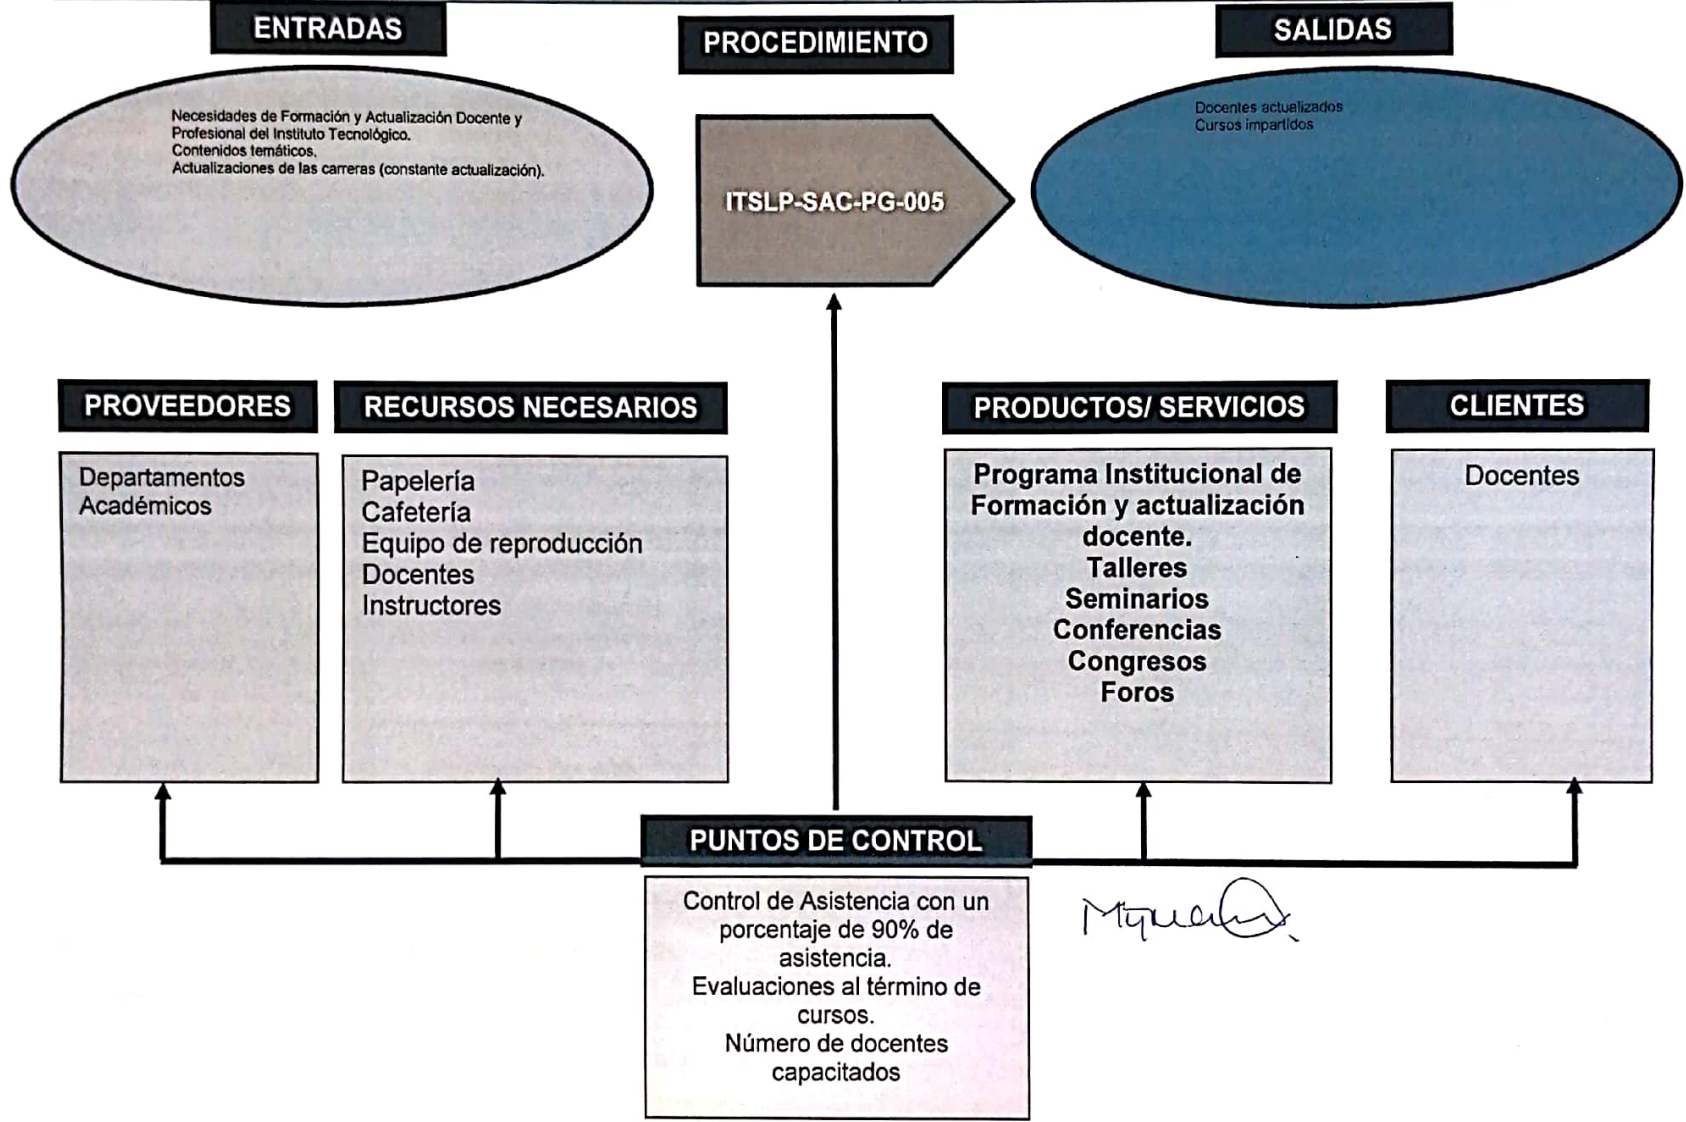 ENTRADAS
PROCEDIMIENTO
SALIDAS
Necesidades de Formación y Actualización Docente y
Profesional del Instituto Tecnológico.
Contenidos temáticos.
Actualizaciones de las carreras (constante actualización).
ITSLP-SAC-PG-005
Docentes actualizados
Cursos impartidos
PROVEEDORES
Departamentos
Académicos
RECURSOS NECESARIOS
Papelería
Cafetería
Equipo de reproducción
Docentes
Instructores
PRODUCTOS/ SERVICIOS
Programa Institucional de
Formación y actualización
docente.
Talleres
Seminarios
Conferencias
Congresos
Foros
CLIENTES
Docentes
PUNTOS DE CONTROL
Control de Asistencia con un
porcentaje de 90% de
asistencia.
Evaluaciones al término de
cursos.
Número de docentes
capacitados